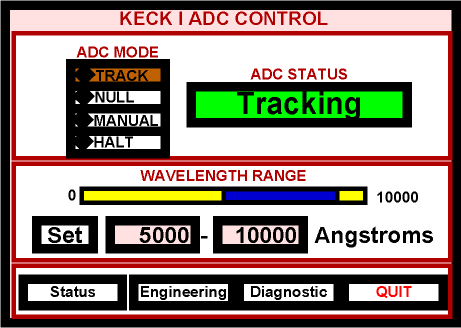 KECK I ADC CONTROL
ADC MODE
TRACK
NULL
MANUAL
HALT
ADC STATUS
Tracking
WAVELENGTH RANGE
0 10000
Set 5000 - 10000 Angstroms
Status Engineering Diagnostic QUIT